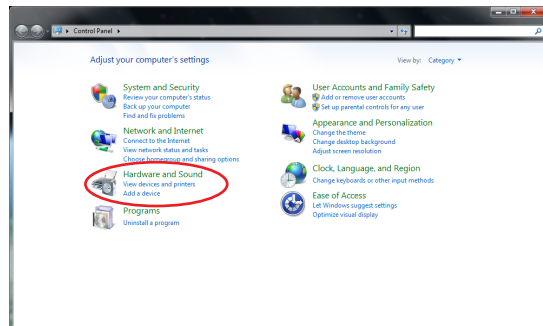 Control Panel
Adjust your computer's settings
View by: Category
System and Security
Review your computer's status
Back up your computer
Find and fix problems
Network and Internet
Connect to the Internet
View network status and tasks
Choose homegroup and sharing options
Hardware and Sound
View devices and printers
Add a device
Programs
Uninstall a program
User Accounts and Family Safety
Add or remove user accounts
Set up parental controls for any user
Appearance and Personalization
Change the theme
Change desktop background
Adjust screen resolution
Clock, Language, and Region
Change keyboards or other input methods
Ease of Access
Let Windows suggest settings
Optimize visual display